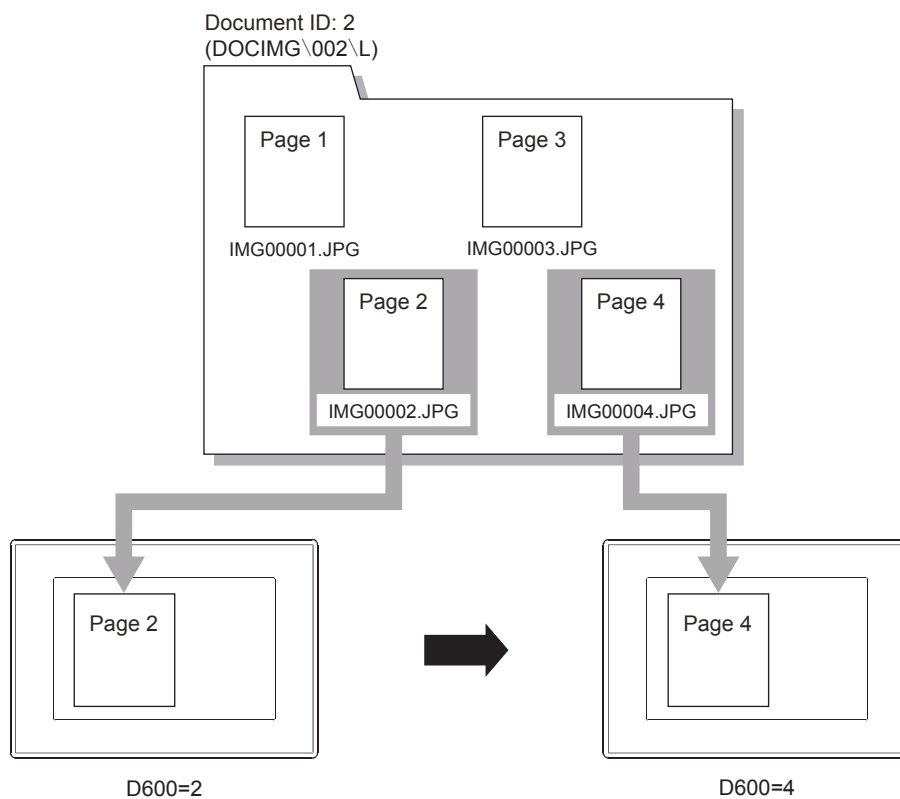 Document ID: 2
(DOCIMG\002\L)
Page 1
Page 3
IMG00001.JPG
IMG00003.JPG
Page 2
Page 4
IMG00002.JPG
IMG00004.JPG
Page 2
Page 4
D600=2
D600=4